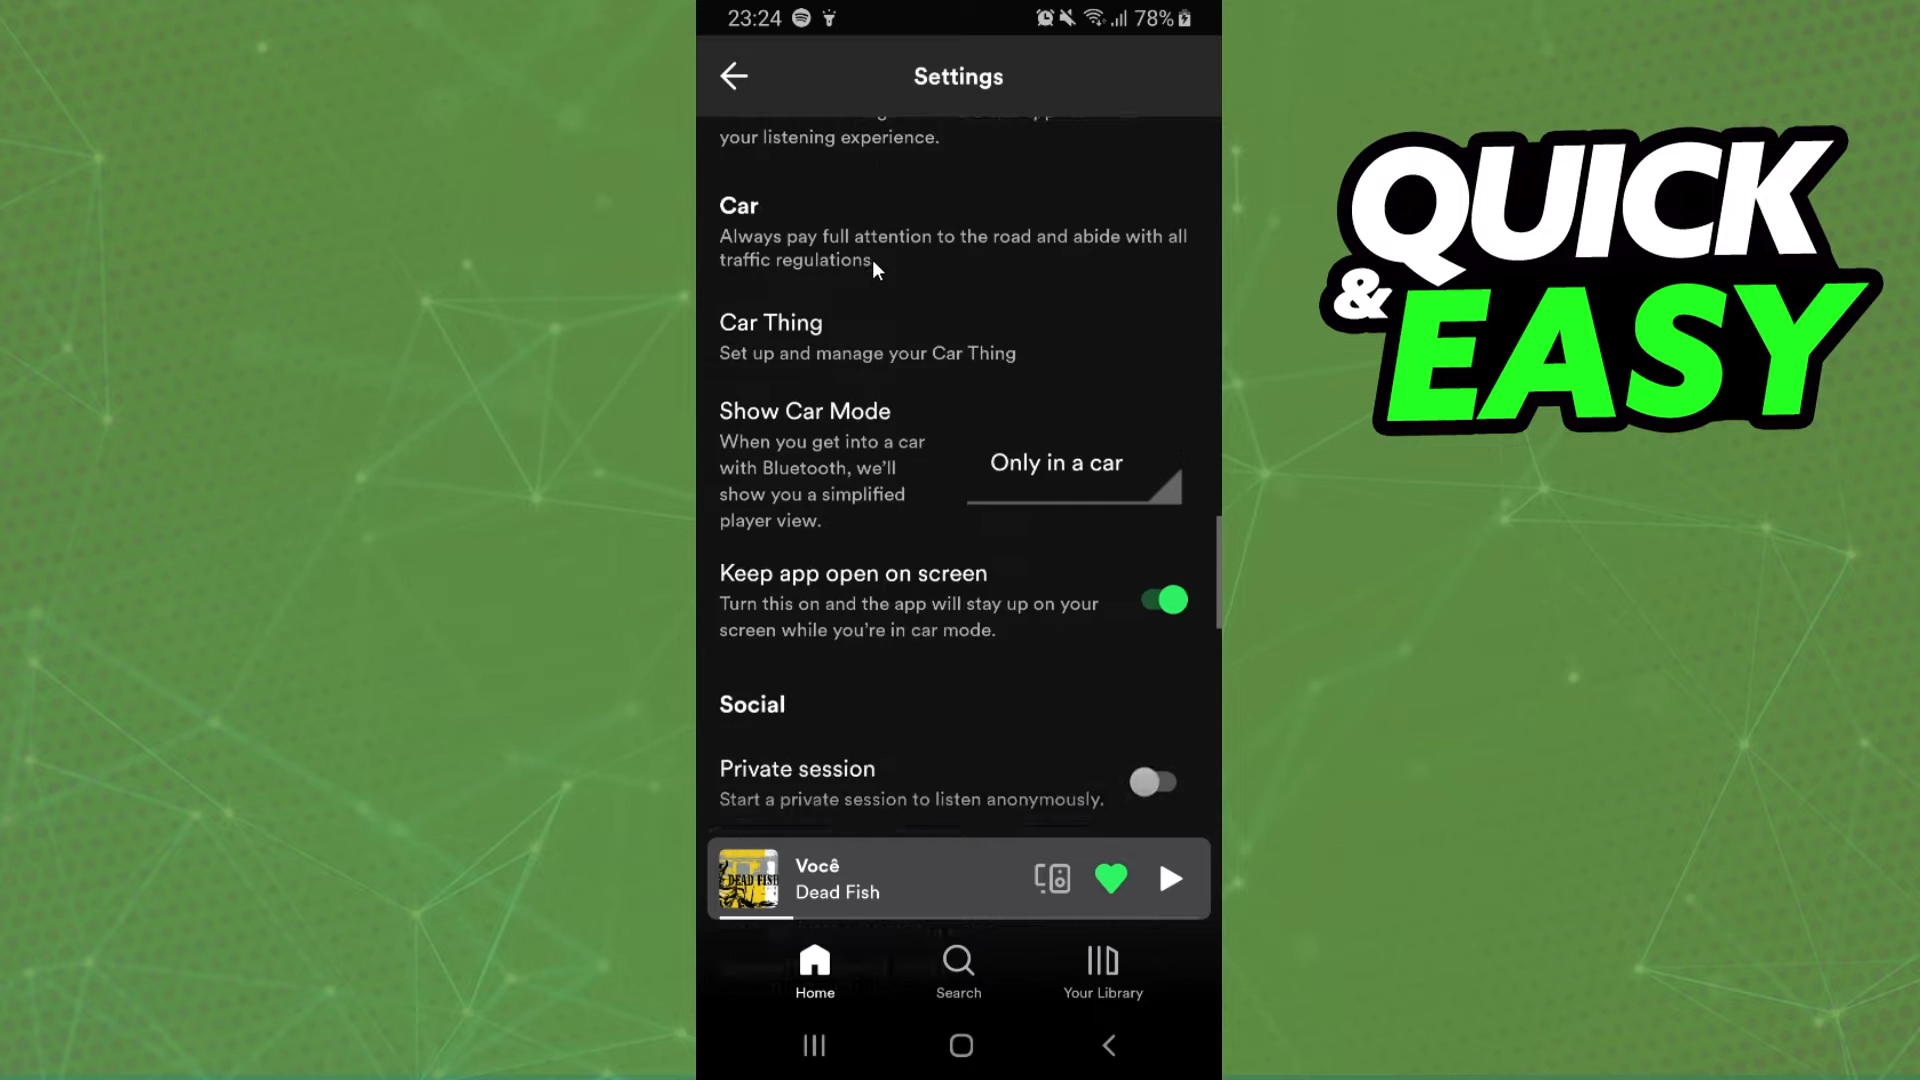 23:24
78%
Settings
your listening experience.
Car
Always pay full attention to the road and abide with all
traffic regulations.
Car Thing
Set up and manage your Car Thing
Show Car Mode
When you get into a car
with Bluetooth, we'll
show you a simplified
player view.
Only in a car
Keep app open on screen
Turn this on and the app will stay up on your
screen while you're in car mode.
Social
Private session
Start a private session to listen anonymously.
DEAD FISH
Você
Dead Fish
Home
Search
Your Library
QUICK
& EASY